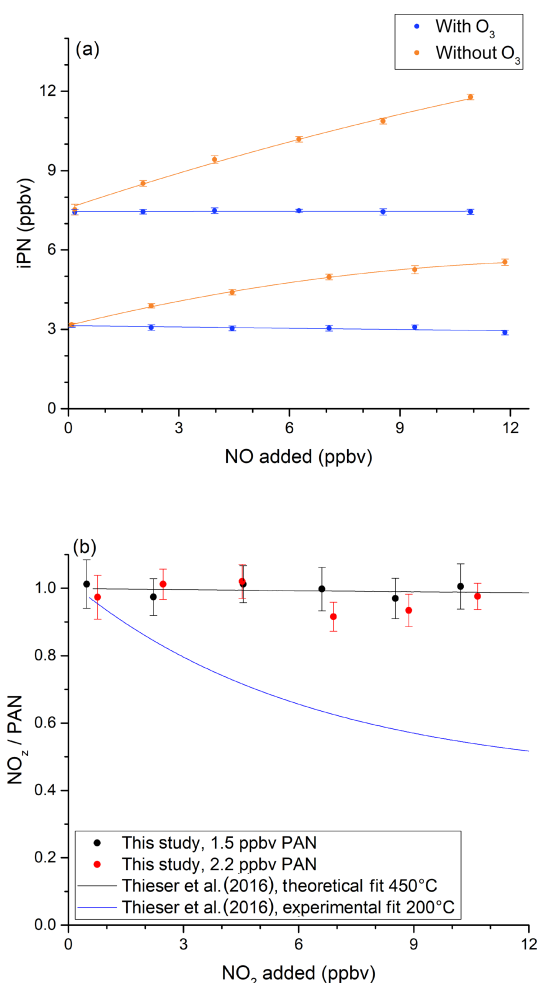 (a)
With O₃
Without O₃
12
9
6
3
0
iPN (ppbv)
0 3 6 9 12
NO added (ppbv)
(b)
1.0
0.8
0.6
0.4
0.2
0.0
NO_z / PAN
This study, 1.5 ppbv PAN
This study, 2.2 ppbv PAN
Thieser et al.(2016), theoretical fit 450°C
Thieser et al.(2016), experimental fit 200°C
0 3 6 9 12
NO₂ added (ppbv)